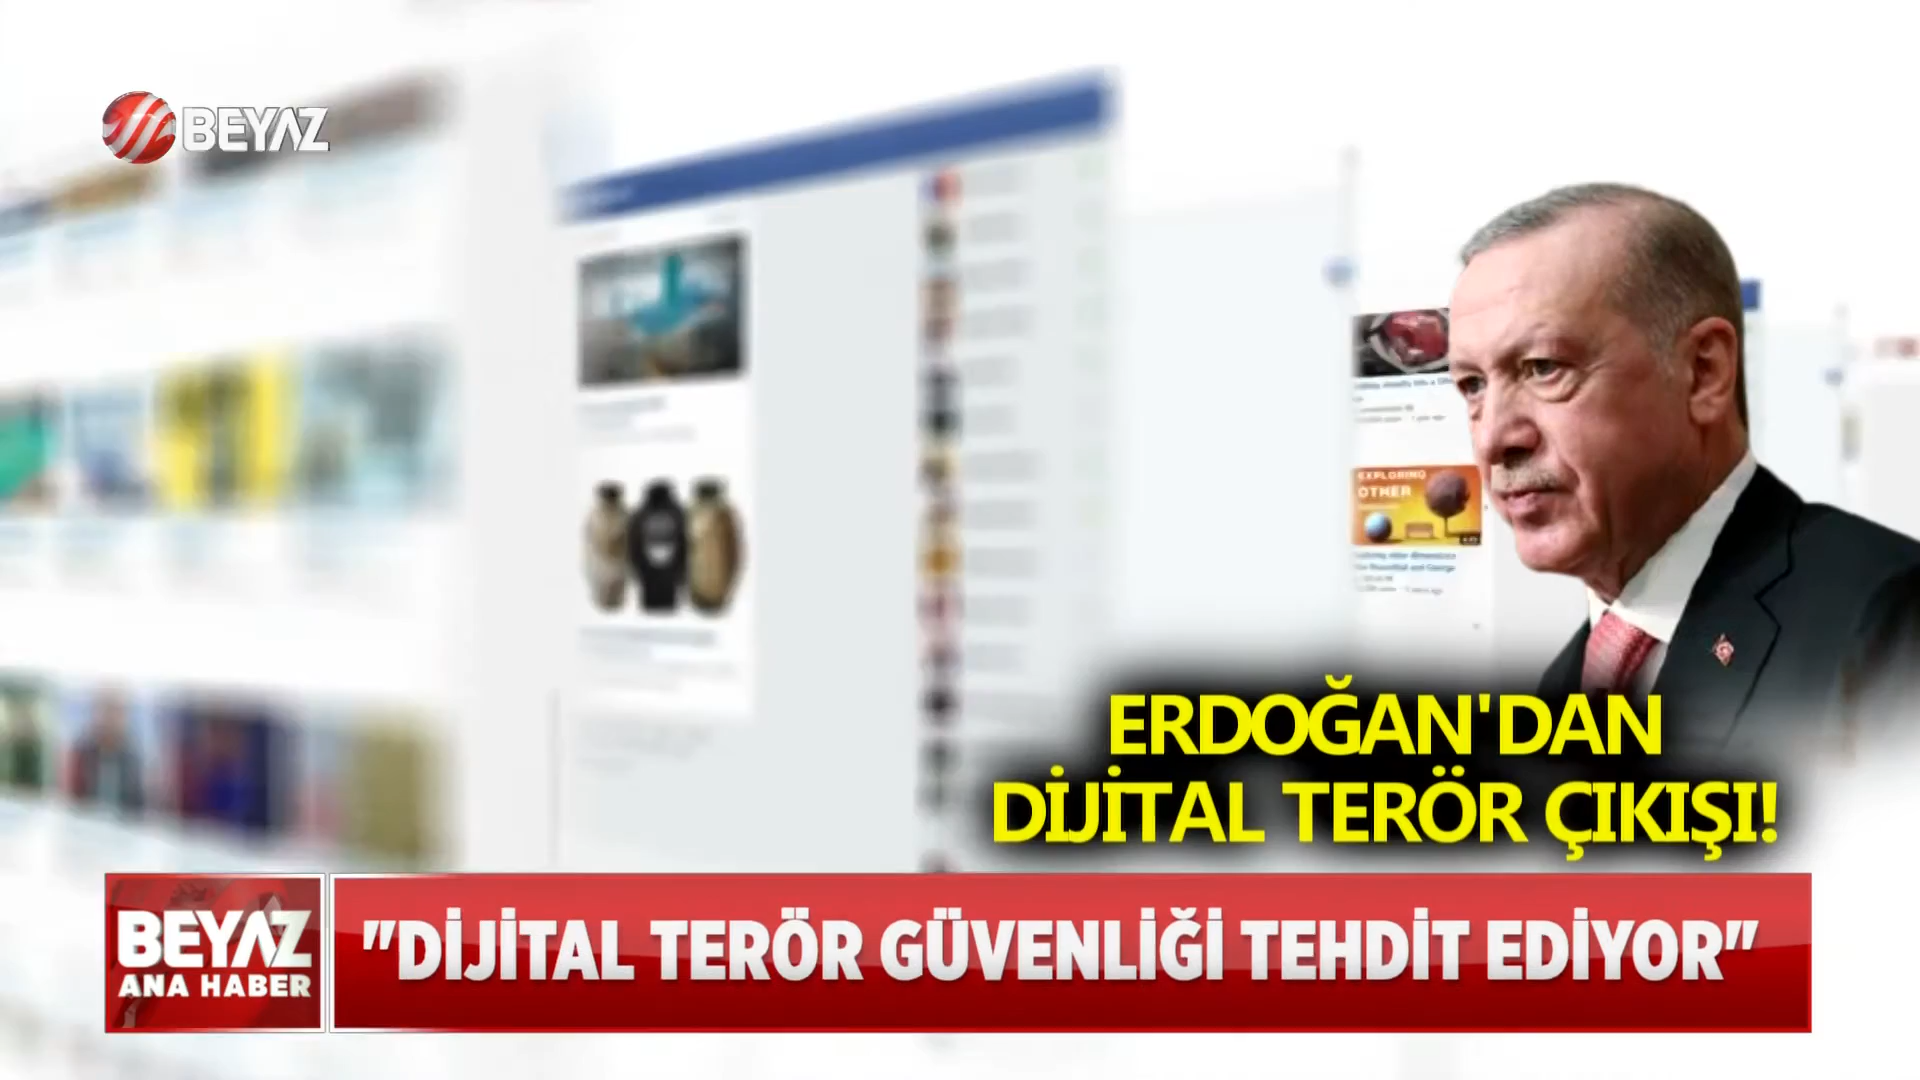 BEYAZ
EXPLORING
OTHER
ERDOĞAN'DAN
DİJİTAL TERÖR ÇIKIŞI!
BEYAZ
ANA HABER
"DİJİTAL TERÖR GÜVENLİĞİ TEHDİT EDİYOR"